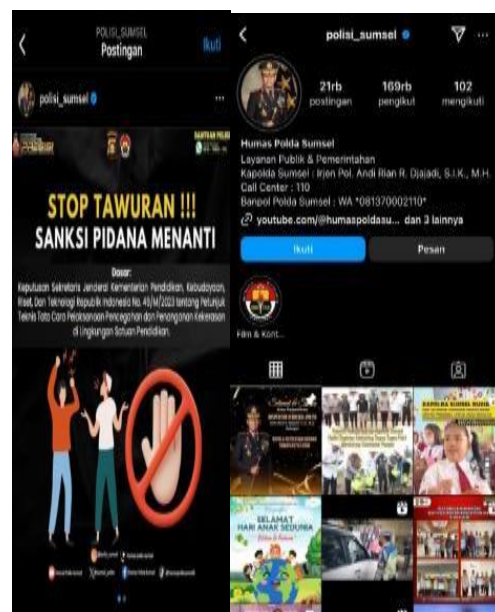 POLISI_SUMSEL
Postingan
Ikuti
polisi_sumsel
STOP TAWURAN !!!
SANKSI PIDANA MENANTI
Dasar:
Keputusan Sekretaris Jenderal Kementerian Pendidikan, Kebudayaan,
Riset, Dan Teknologi Republik Indonesia No. 49/M/2023 tentang Petunjuk
Teknis Tata Cara Pelaksanaan Pencegahan dan Penanganan Kekerasan
di Lingkungan Satuan Pendidikan.
polisi_sumsel
21rb
169rb
102
postingan
pengikut
mengikuti
Humas Polda Sumsel
Layanan Publik & Pemerintahan
Kapolda Sumsel : Irjen Pol. Andi Rian R. Djajadi, S.I.K., M.H.
Call Center : 110
Banpol Polda Sumsel : WA *081370002110*
youtube.com/@humaspoldasu... dan 3 lainnya
Ikuti
Pesan
Film & Kont...
SELAMAT
HARI ANAK SEDUNIA